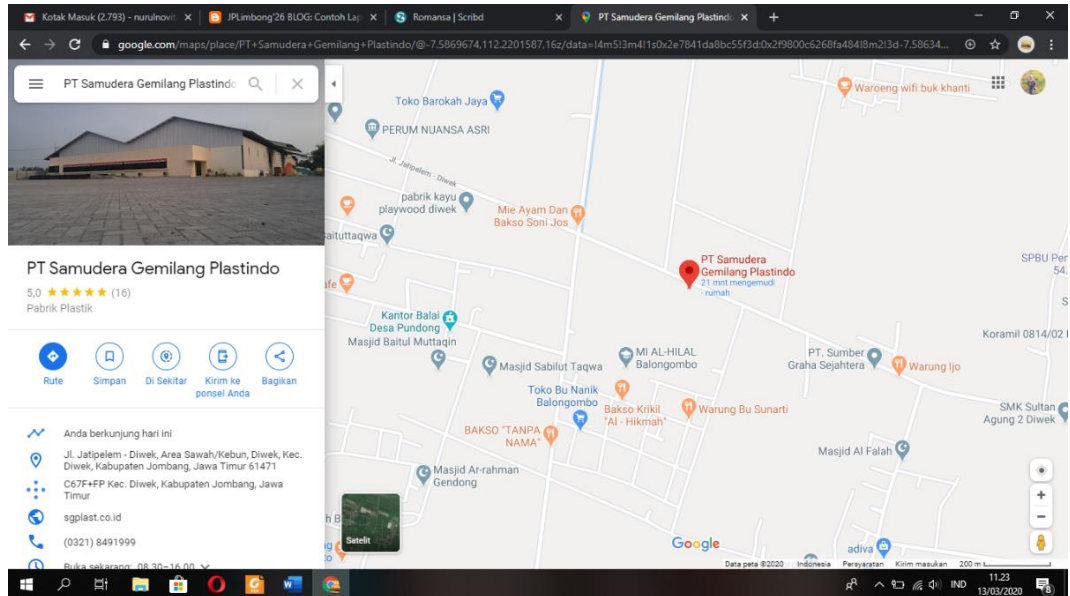 Kotak Masuk (2.793) - nurulnovit
JPLimbong'26 BLOG: Contoh Lap
Romansa | Scribd
PT Samudera Gemilang Plastindo
google.com/maps/place/PT+Samudera+Gemilang+Plastindo/@-7.5869674,112.2201587,16z/data=!4m5!3m4!1s0x2e7841da8bc55f3d:0x2f9800c6268fa484!8m2!3d-7.58634...
PT Samudera Gemilang Plastindo
PT Samudera Gemilang Plastindo
5,0 ★★★★★ (16)
Pabrik Plastik
Rute
Simpan
Di Sekitar
Kirim ke
ponsel Anda
Bagikan
Anda berkunjung hari ini
Jl. Jatipelem - Diwek, Area Sawah/Kebun, Diwek, Kec.
Diwek, Kabupaten Jombang, Jawa Timur 61471
C67F+FP Kec. Diwek, Kabupaten Jombang, Jawa
Timur
sgplast.co.id
(0321) 8491999
Buka sekarang: 08.30–16.00
Toko Barokah Jaya
Waroeng wifi buk khanti
PERUM NUANSA ASRI
Jl. Jatipelem - Diwek
pabrik kayu
playwood diwek
Mie Ayam Dan
Bakso Soni Jos
aituttaqwa
PT Samudera
Gemilang Plastindo
21 mnt mengemudi
- rumah
SPBU Per
54.
afe
Kantor Balai
Desa Pundong
Masjid Baitul Muttaqin
Koramil 0814/02
Masjid Sabilut Taqwa
MI AL-HILAL
Balongombo
PT. Sumber
Graha Sejahtera
Warung Ijo
Toko Bu Nanik
Balongombo
Bakso Krikil
"Al - Hikmah"
Warung Bu Sunarti
SMK Sultan
Agung 2 Diwek
BAKSO "TANPA
NAMA"
Masjid Al Falah
Masjid Ar-rahman
Gendong
Satelit
Google
adiva
Data peta ©2020
Indonesia
Persyaratan
Kirim masukan
200 m
IND
11.23
13/03/2020